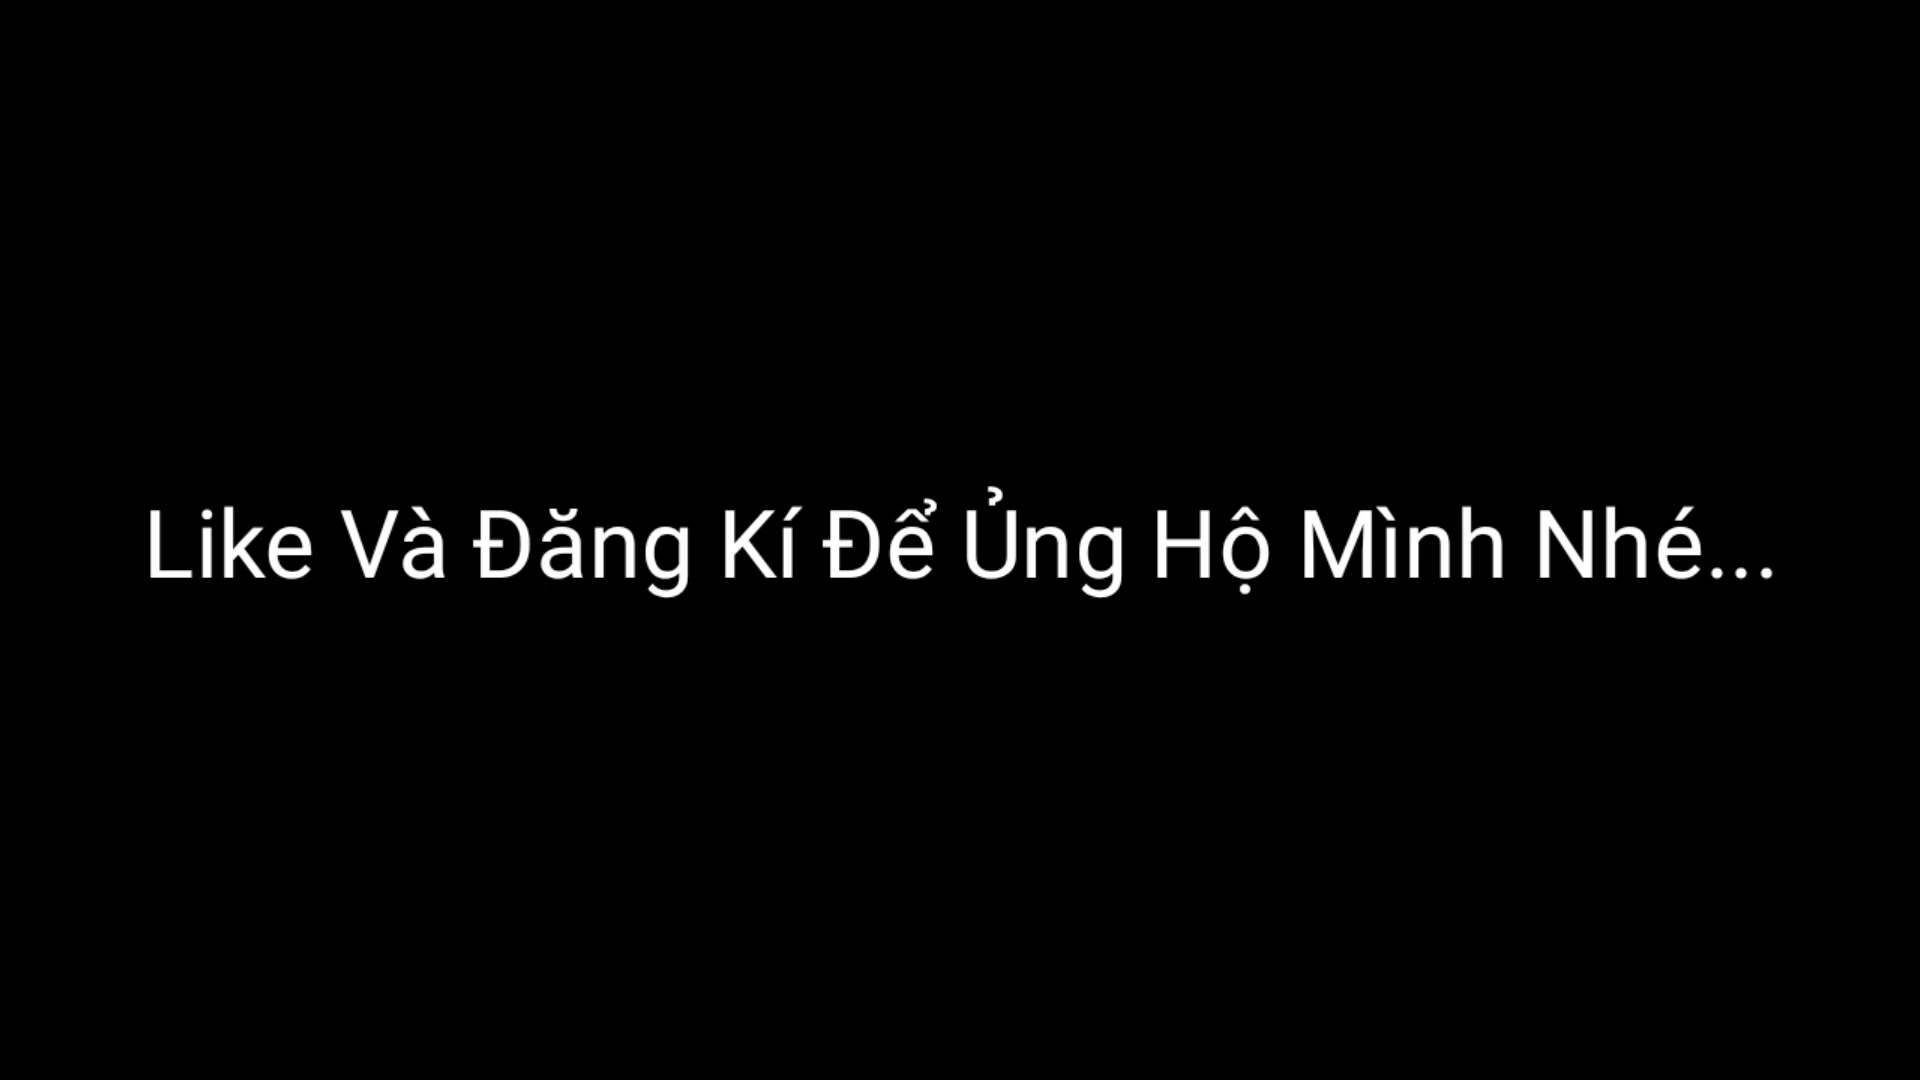 Like Và Đăng Kí Để Ủng Hộ Mình Nhé...